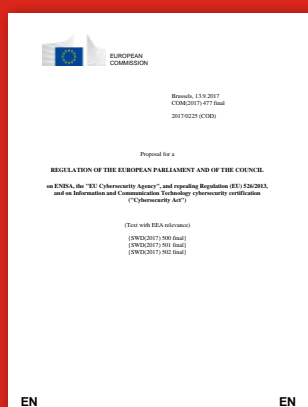 EUROPEAN
COMMISSION
Brussels, 13.9.2017
COM(2017) 477 final
2017/0225 (COD)
Proposal for a
REGULATION OF THE EUROPEAN PARLIAMENT AND OF THE COUNCIL
on ENISA, the "EU Cybersecurity Agency", and repealing Regulation (EU) 526/2013,
and on Information and Communication Technology cybersecurity certification
("Cybersecurity Act")
(Text with EEA relevance)
{SWD(2017) 500 final}
{SWD(2017) 501 final}
{SWD(2017) 502 final}
EN EN